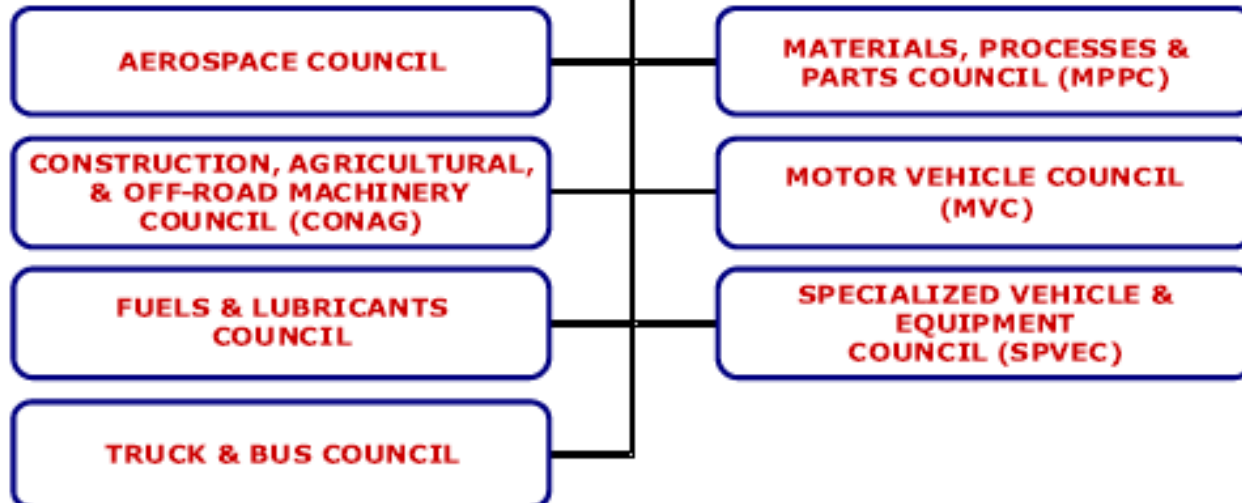 AEROSPACE COUNCIL
MATERIALS, PROCESSES &
PARTS COUNCIL (MPPC)
CONSTRUCTION, AGRICULTURAL,
& OFF-ROAD MACHINERY
COUNCIL (CONAG)
MOTOR VEHICLE COUNCIL
(MVC)
FUELS & LUBRICANTS
COUNCIL
SPECIALIZED VEHICLE &
EQUIPMENT
COUNCIL (SPVEC)
TRUCK & BUS COUNCIL